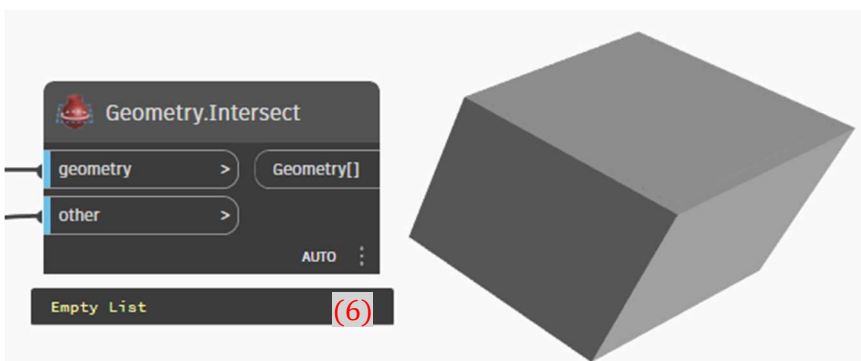 Geometry.Intersect
geometry > Geometry[]
other >
AUTO
Empty List (6)